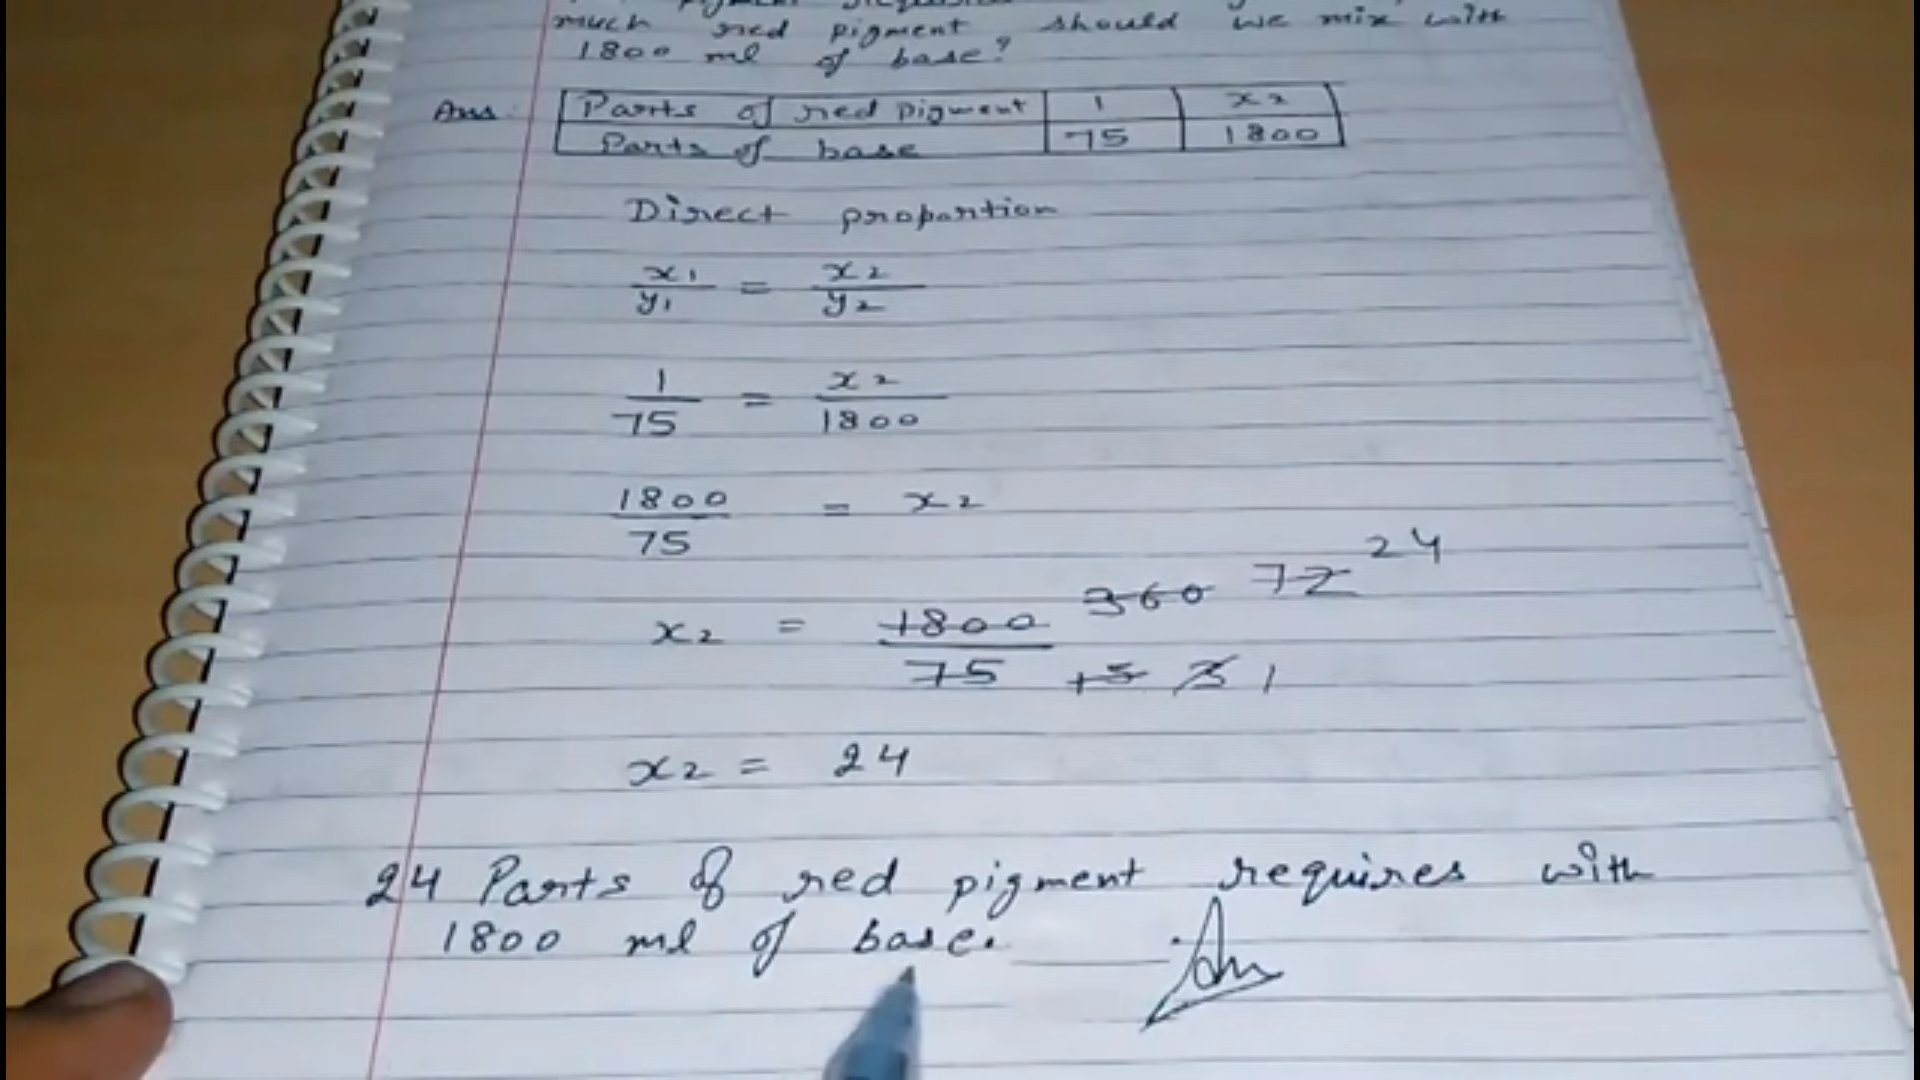 much red pigment should we mix with
1800 ml of base?
Ans: Parts of red pigment 1 x2
Parts of base 75 1800
Direct proportion
x1/y1 = x2/y2
1/75 = x2/1800
1800/75 = x2
x2 = 1800/75 360 72 24
15 3 1
x2 = 24
24 Parts of red pigment requires with
1800 ml of base.
Ans